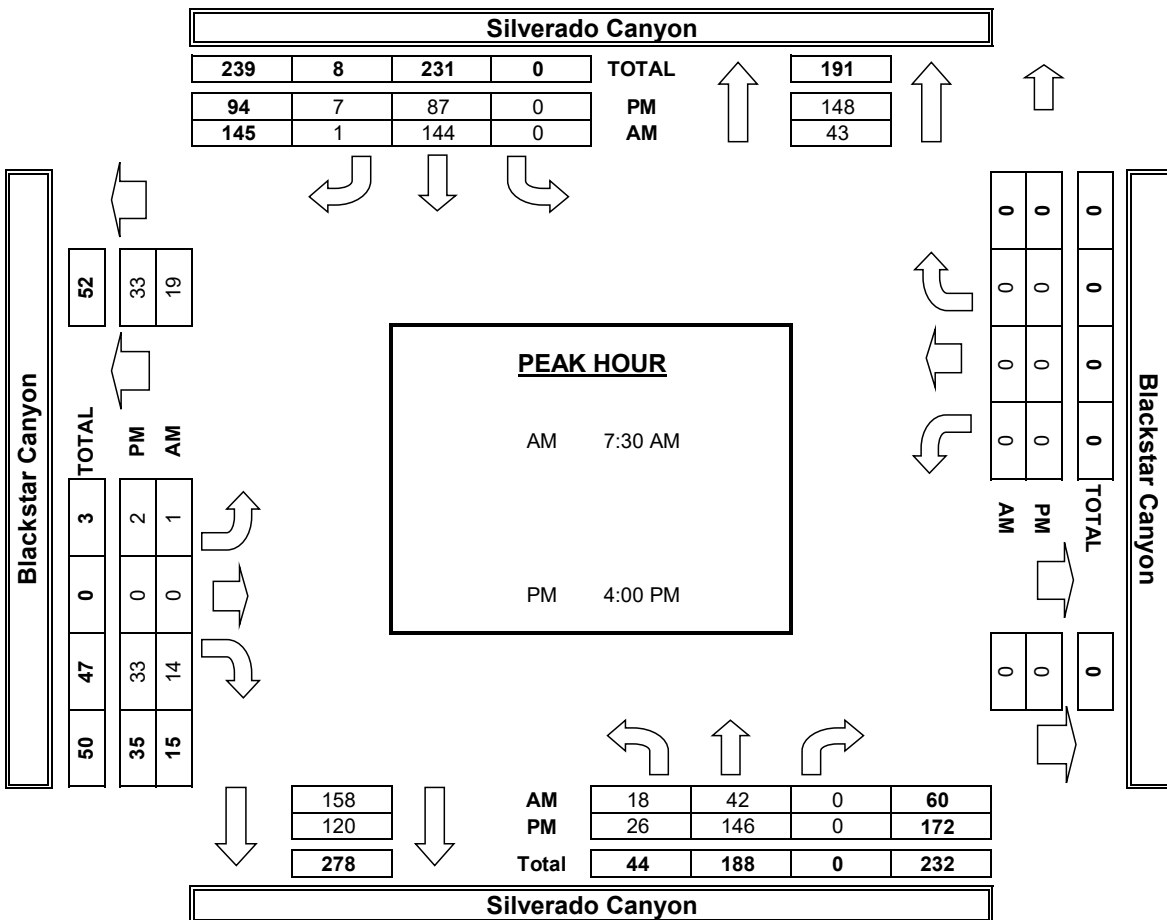 Silverado Canyon
239 8 231 0 TOTAL 191
94 7 87 0 PM 148
145 1 144 0 AM 43
Blackstar Canyon
52 33 19
TOTAL PM AM
3 2 1
0 0 0
47 33 14
50 35 15
PEAK HOUR
AM 7:30 AM
PM 4:00 PM
0 0 0
0 0 0
0 0 0
0 0 0
AM PM TOTAL
0 0 0
Blackstar Canyon
158 AM 18 42 0 60
120 PM 26 146 0 172
278 Total 44 188 0 232
Silverado Canyon